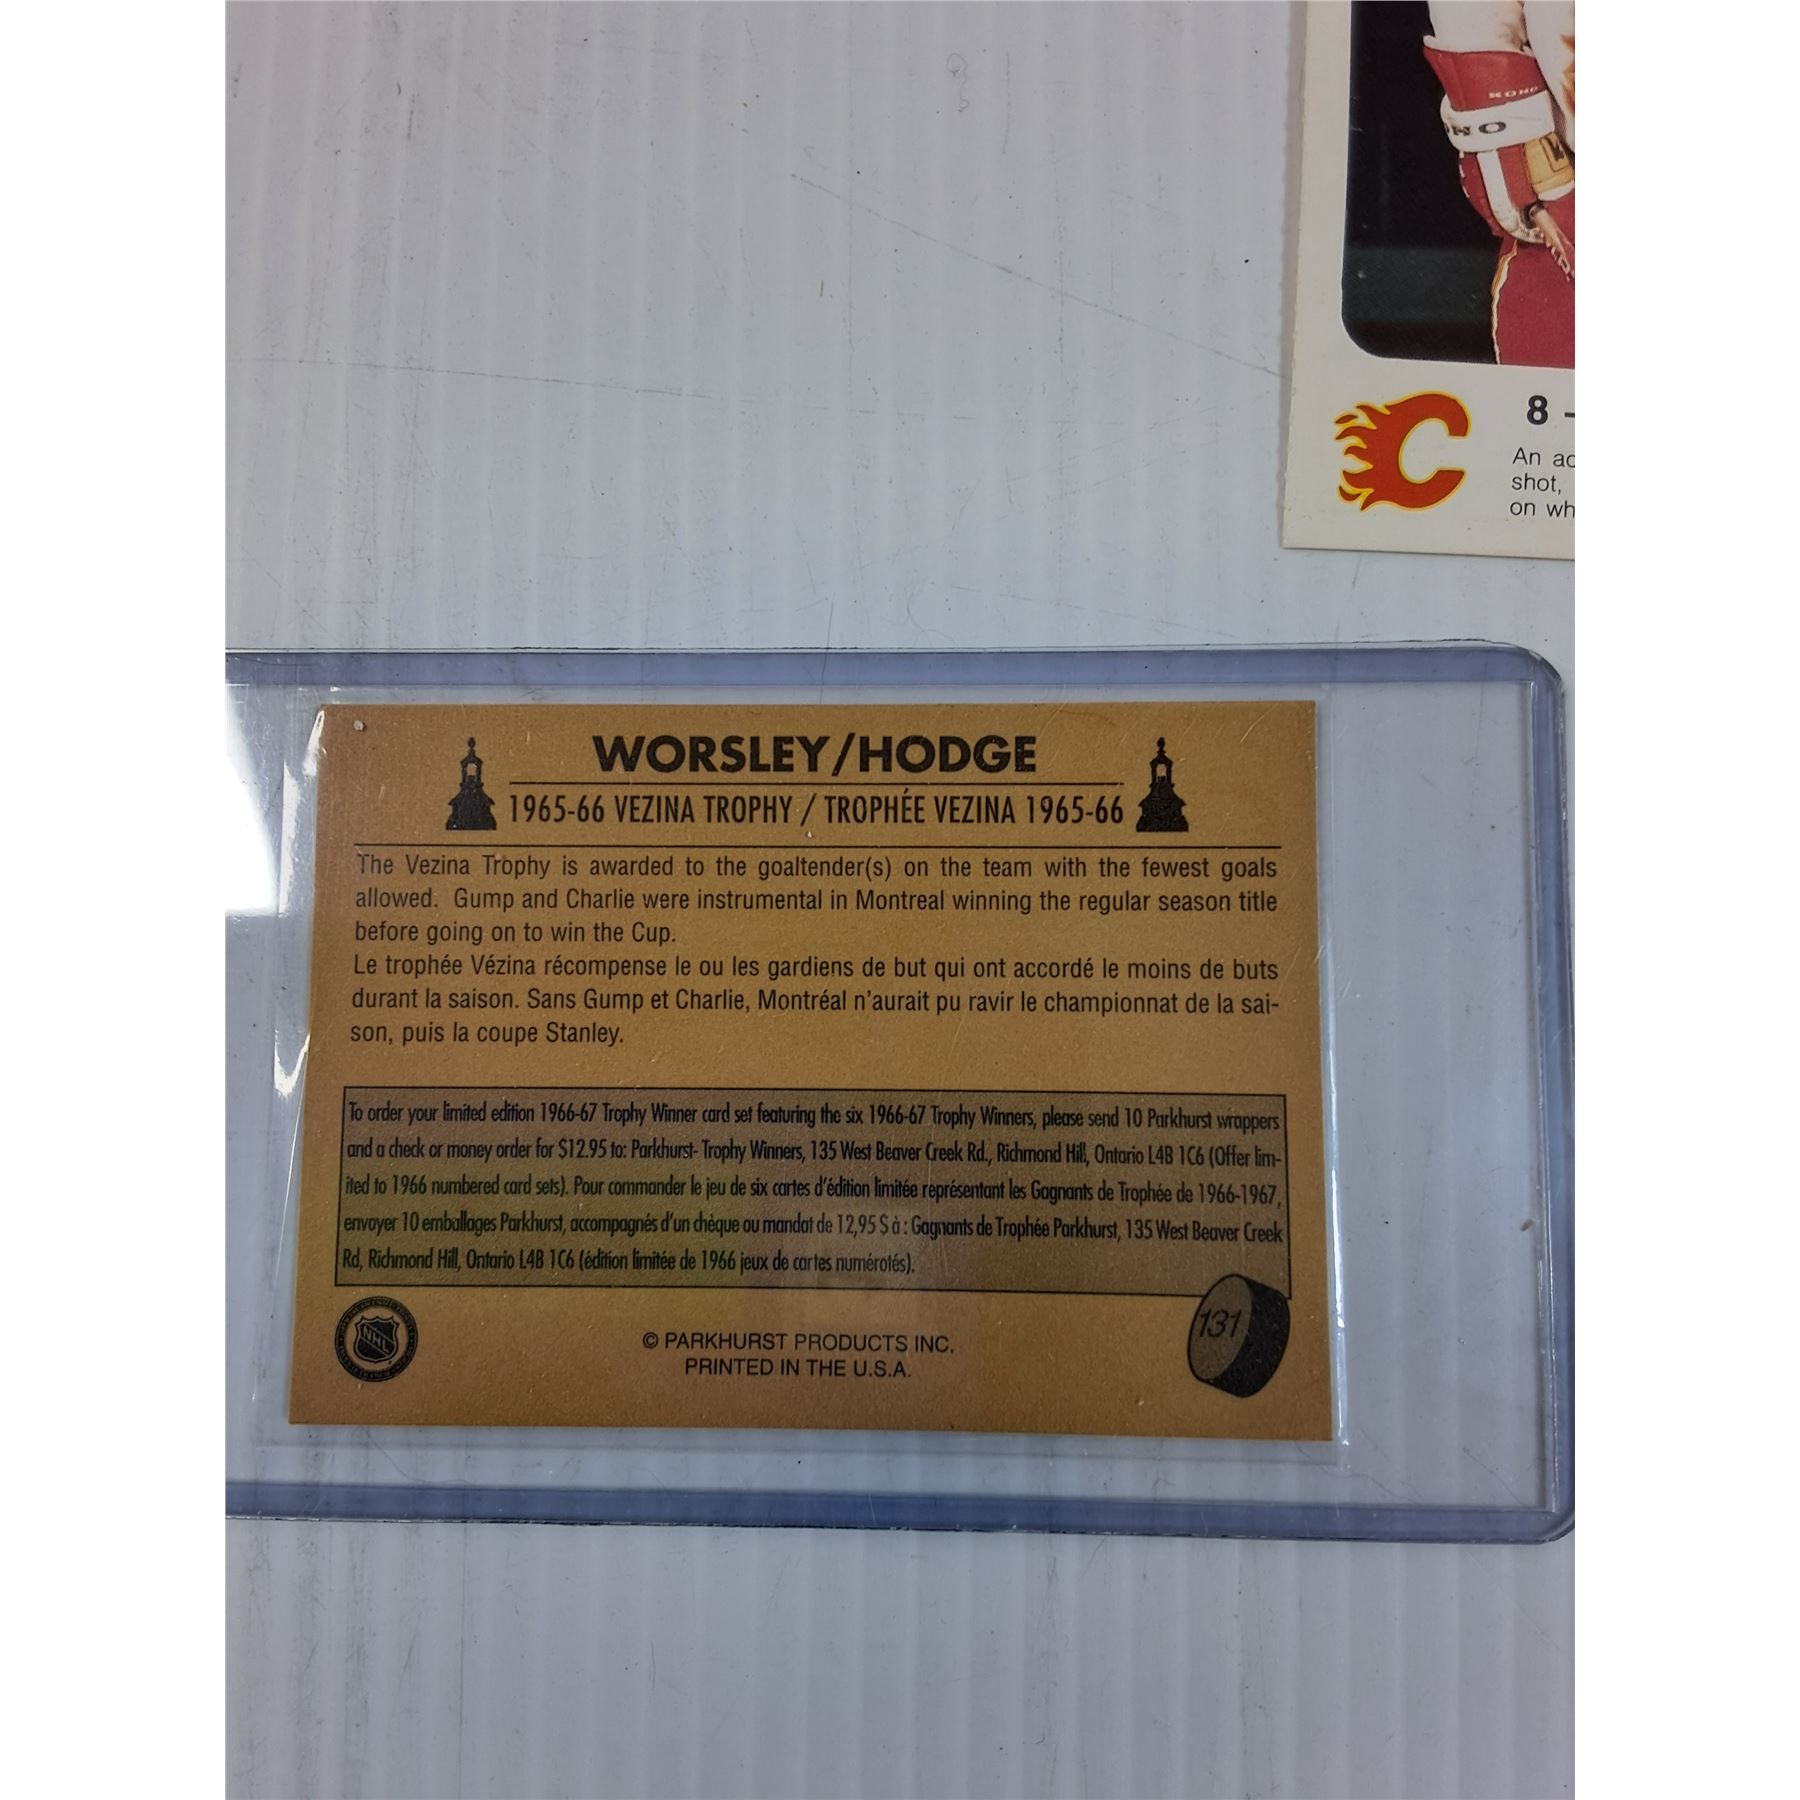 KOHO
OHO
8 -
An ac
shot,
on wh
WORSLEY/HODGE
1965-66 VEZINA TROPHY / TROPHÉE VEZINA 1965-66
The Vezina Trophy is awarded to the goaltender(s) on the team with the fewest goals
allowed. Gump and Charlie were instrumental in Montreal winning the regular season title
before going on to win the Cup.
Le trophée Vézina récompense le ou les gardiens de but qui ont accordé le moins de buts
durant la saison. Sans Gump et Charlie, Montréal n'aurait pu ravir le championnat de la sai-
son, puis la coupe Stanley.
To order your limited edition 1966-67 Trophy Winner card set featuring the six 1966-67 Trophy Winners, please send 10 Parkhurst wrappers
and a check or money order for $12.95 to: Parkhurst- Trophy Winners, 135 West Beaver Creek Rd., Richmond Hill, Ontario L4B 1C6 (Offer lim-
ited to 1966 numbered card sets). Pour commander le jeu de six cartes d'édition limitée représentant les Gagnants de Trophée de 1966-1967,
envoyer 10 emballages Parkhurst, accompagnés d'un chèque ou mandat de 12,95 $ à : Gagnants de Trophée Parkhurst, 135 West Beaver Creek
Rd, Richmond Hill, Ontario L4B 1C6 (édition limitée de 1966 jeux de cartes numérotés).
131
NHL
© PARKHURST PRODUCTS INC.
PRINTED IN THE U.S.A.